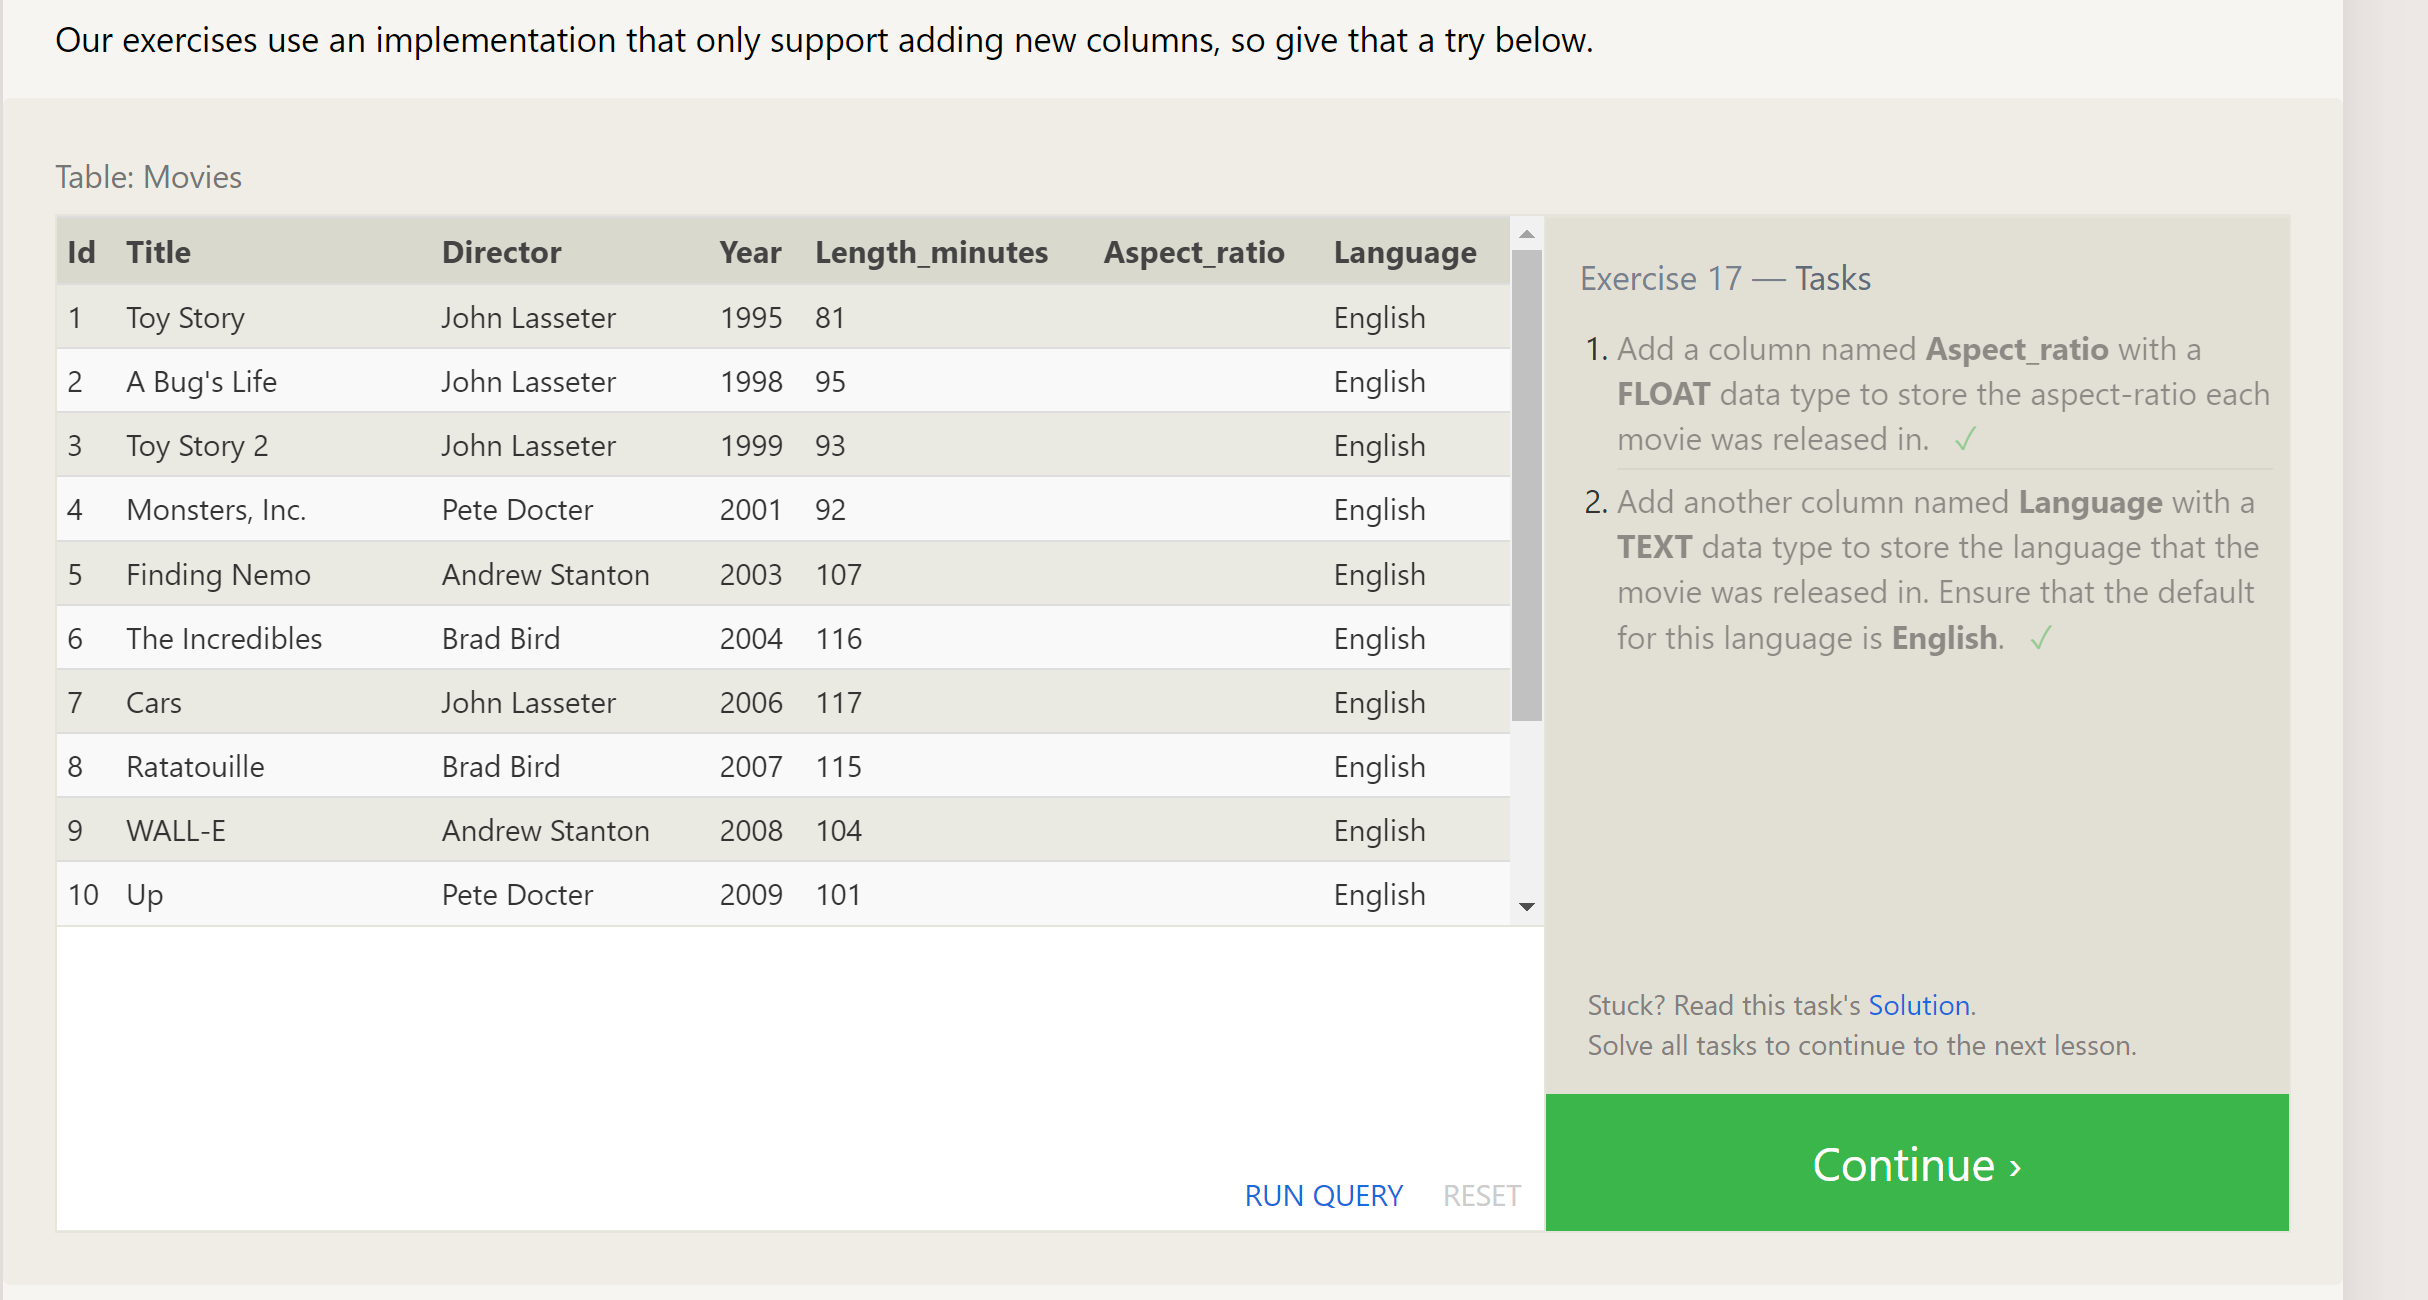 Our exercises use an implementation that only support adding new columns, so give that a try below.
Table: Movies
Id Title Director Year Length_minutes Aspect_ratio Language
1 Toy Story John Lasseter 1995 81 English
2 A Bug's Life John Lasseter 1998 95 English
3 Toy Story 2 John Lasseter 1999 93 English
4 Monsters, Inc. Pete Docter 2001 92 English
5 Finding Nemo Andrew Stanton 2003 107 English
6 The Incredibles Brad Bird 2004 116 English
7 Cars John Lasseter 2006 117 English
8 Ratatouille Brad Bird 2007 115 English
9 WALL-E Andrew Stanton 2008 104 English
10 Up Pete Docter 2009 101 English
RUN QUERY RESET
Exercise 17 — Tasks
1. Add a column named Aspect_ratio with a
FLOAT data type to store the aspect-ratio each
movie was released in. ✓
2. Add another column named Language with a
TEXT data type to store the language that the
movie was released in. Ensure that the default
for this language is English. ✓
Stuck? Read this task's Solution.
Solve all tasks to continue to the next lesson.
Continue ›